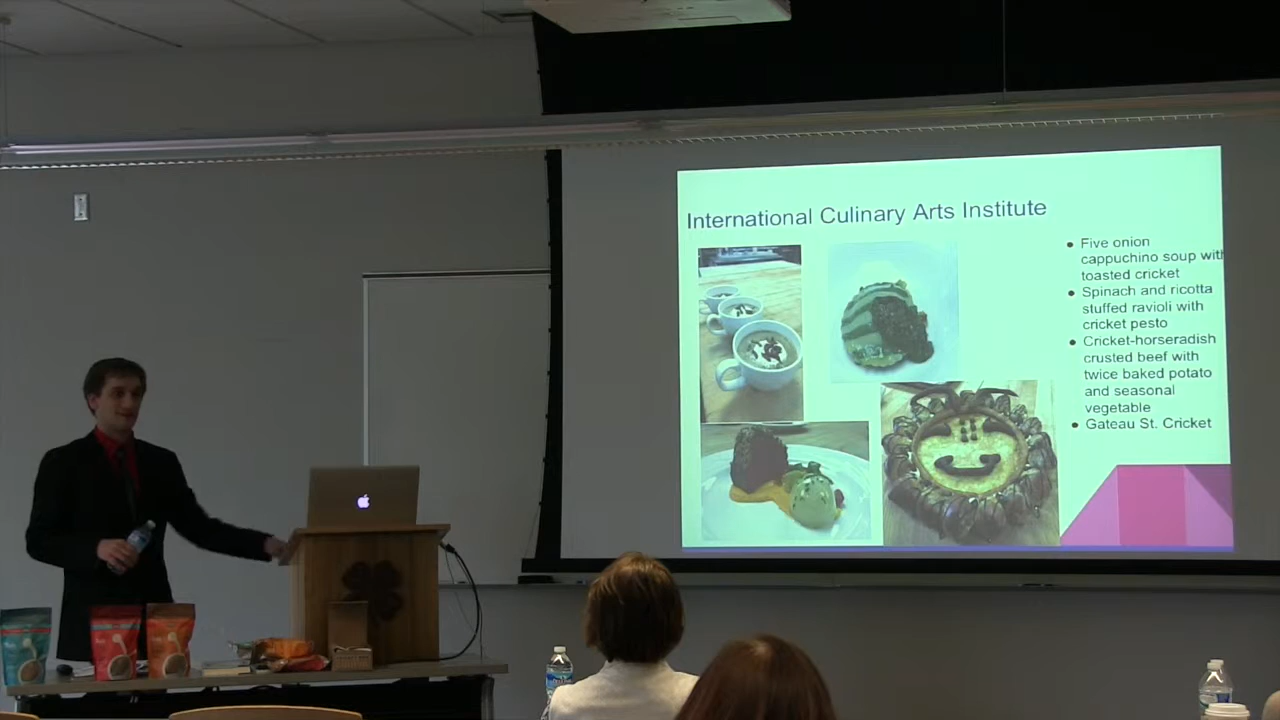 International Culinary Arts Institute
Five onion
cappuchino soup with
toasted cricket
Spinach and ricotta
stuffed ravioli with
cricket pesto
Cricket-horseradish
crusted beef with
twice baked potato
and seasonal
vegetable
Gateau St. Cricket